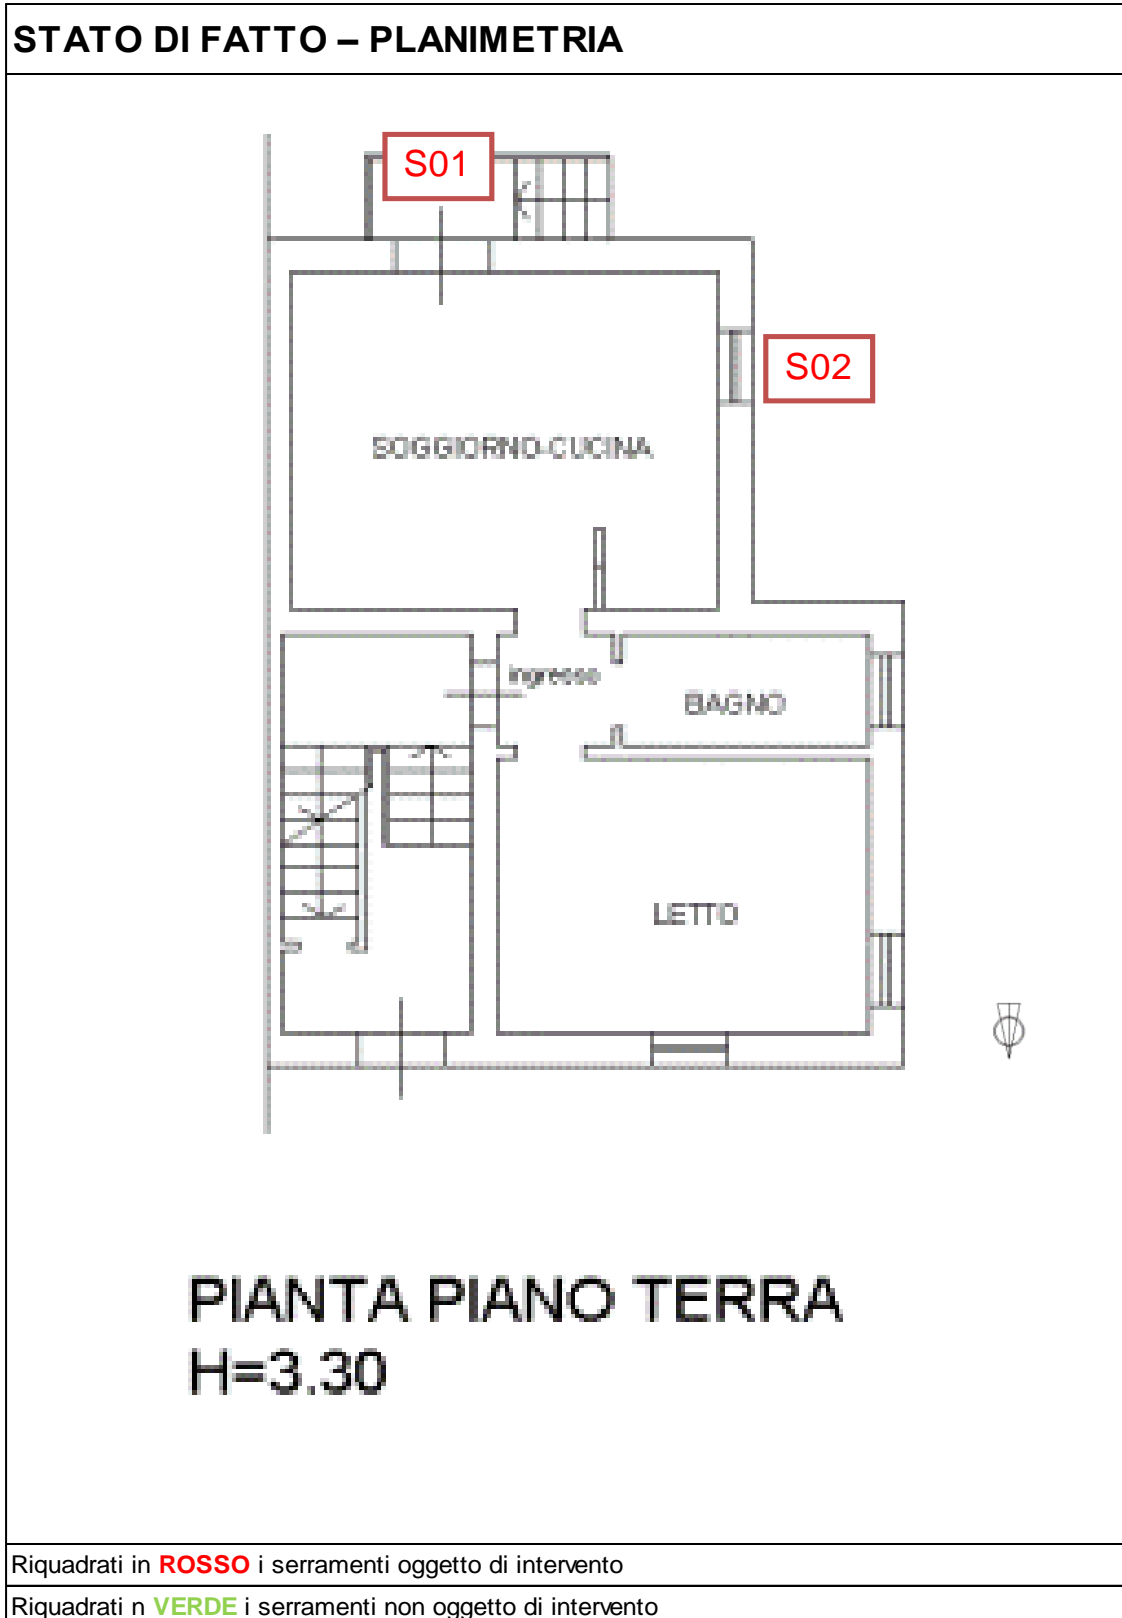 STATO DI FATTO – PLANIMETRIA
S01
S02
SOGGIORNO-CUCINA
ingresso
BAGNO
LETTO
PIANTA PIANO TERRA
H=3.30
Riquadrati in ROSSO i serramenti oggetto di intervento
Riquadrati n VERDE i serramenti non oggetto di intervento